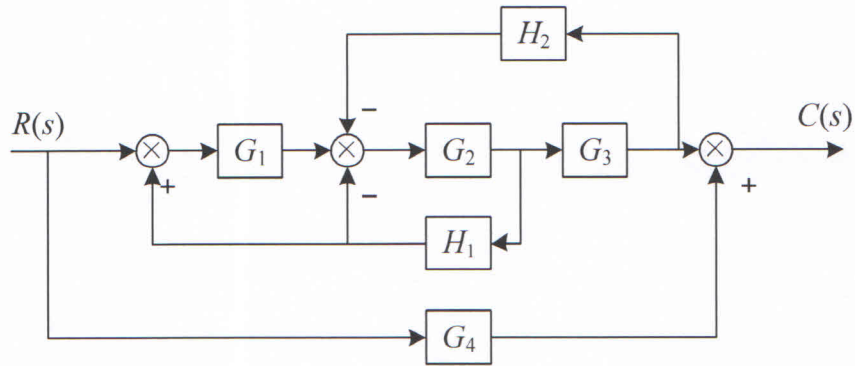 H₂
−
R(s)
C(s)
G₁
G₂
G₃
+
−
+
H₁
G₄